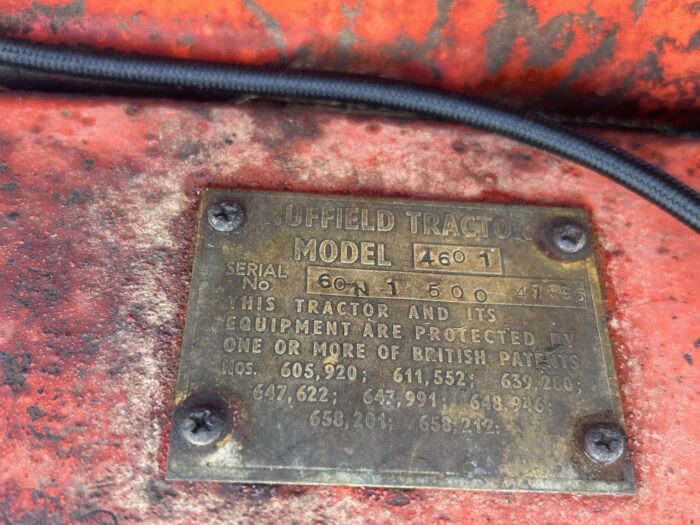 NUFFIELD TRACTOR
MODEL 460 1
SERIAL No. 60 N 1 500 41895
THIS TRACTOR AND ITS
EQUIPMENT ARE PROTECTED BY
ONE OR MORE OF BRITISH PATENTS
Nos. 605,920; 611,552; 639,280;
647,622; 647,991; 648,946;
658,201; 658,212;